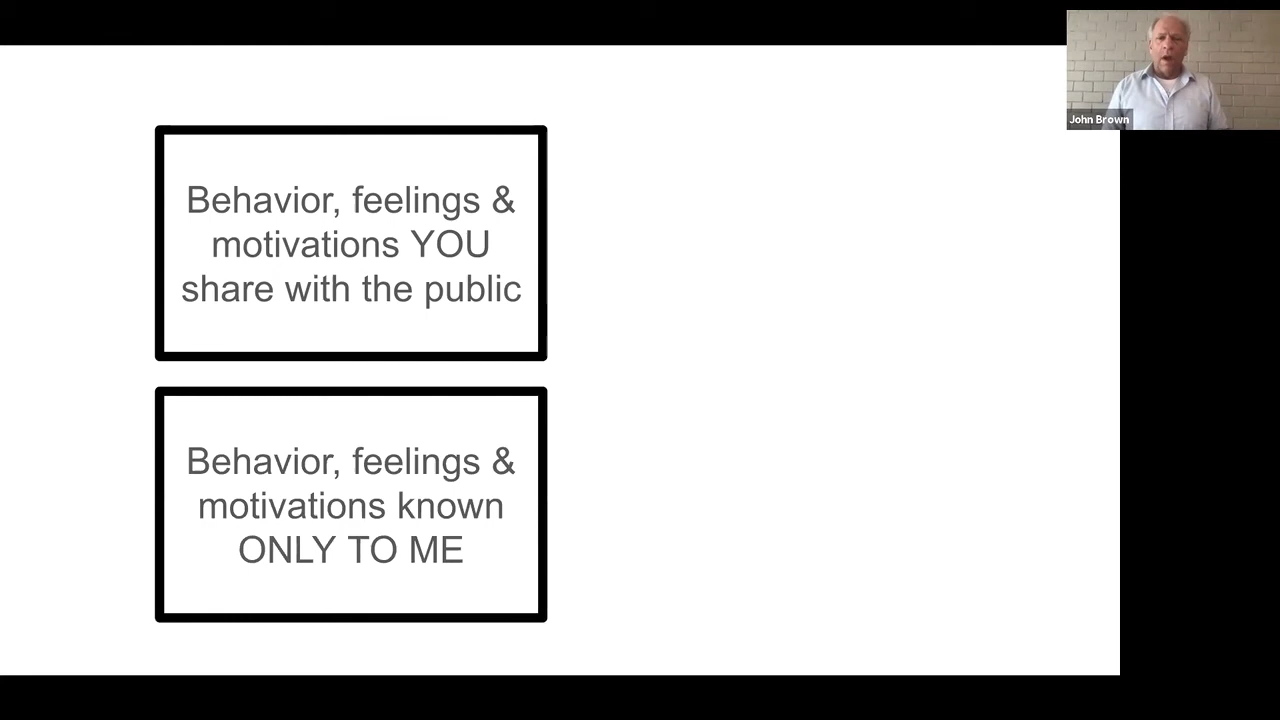 John Brown
Behavior, feelings &
motivations YOU
share with the public
Behavior, feelings &
motivations known
ONLY TO ME